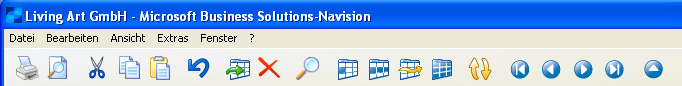 Living Art GmbH - Microsoft Business Solutions-Navision
Datei Bearbeiten Ansicht Extras Fenster ?